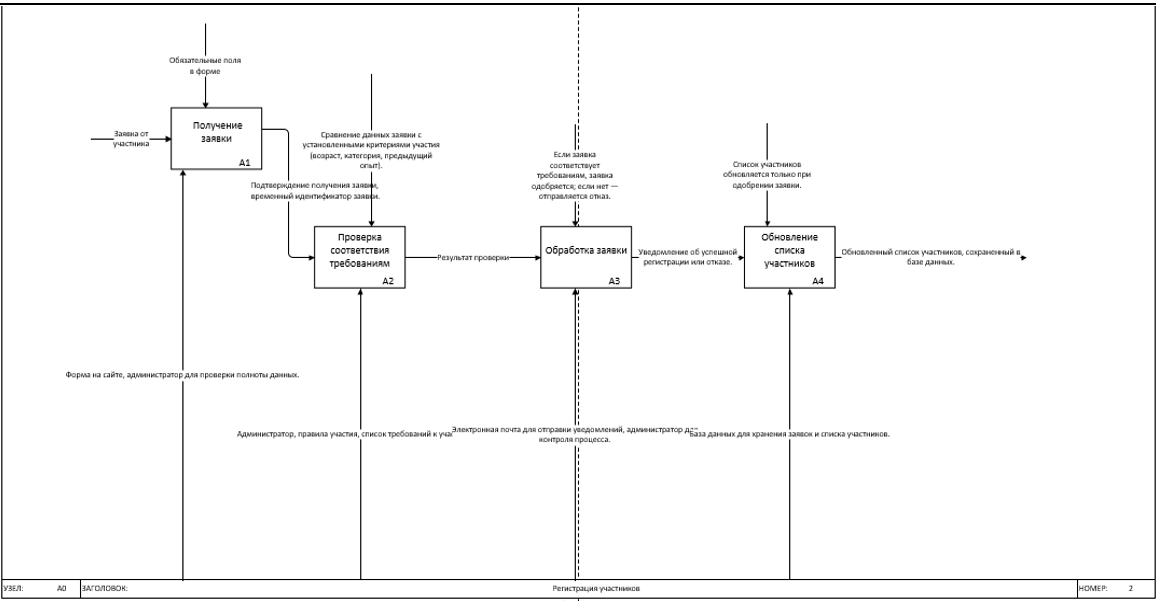 Обязательные поля
в форме
Заявка от
участника
Получение
заявки
A1
Сравнение данных заявки с
установленными критериями участия
(возраст, категория, предыдущий
опыт).
Подтверждение получения заявки,
временный идентификатор заявки.
Если заявка
соответствует
требованиям, заявка
одобряется; если нет —
отправляется отказ.
Список участников
обновляется только при
одобрении заявки.
Проверка
соответствия
требованиям
A2
Результат проверки
Обработка заявки
A3
Уведомление об успешной
регистрации или отказе.
Обновление
списка
участников
A4
Обновленный список участников, сохраненный в
базе данных.
Форма на сайте, администратор для проверки полноты данных.
Администратор, правила участия, список требований к
Электронная почта для отправки уведомлений, администратор
контроля процесса.
База данных для хранения заявок и списка участников.
УЗЕЛ: A0 ЗАГОЛОВОК: Регистрация участников НОМЕР: 2